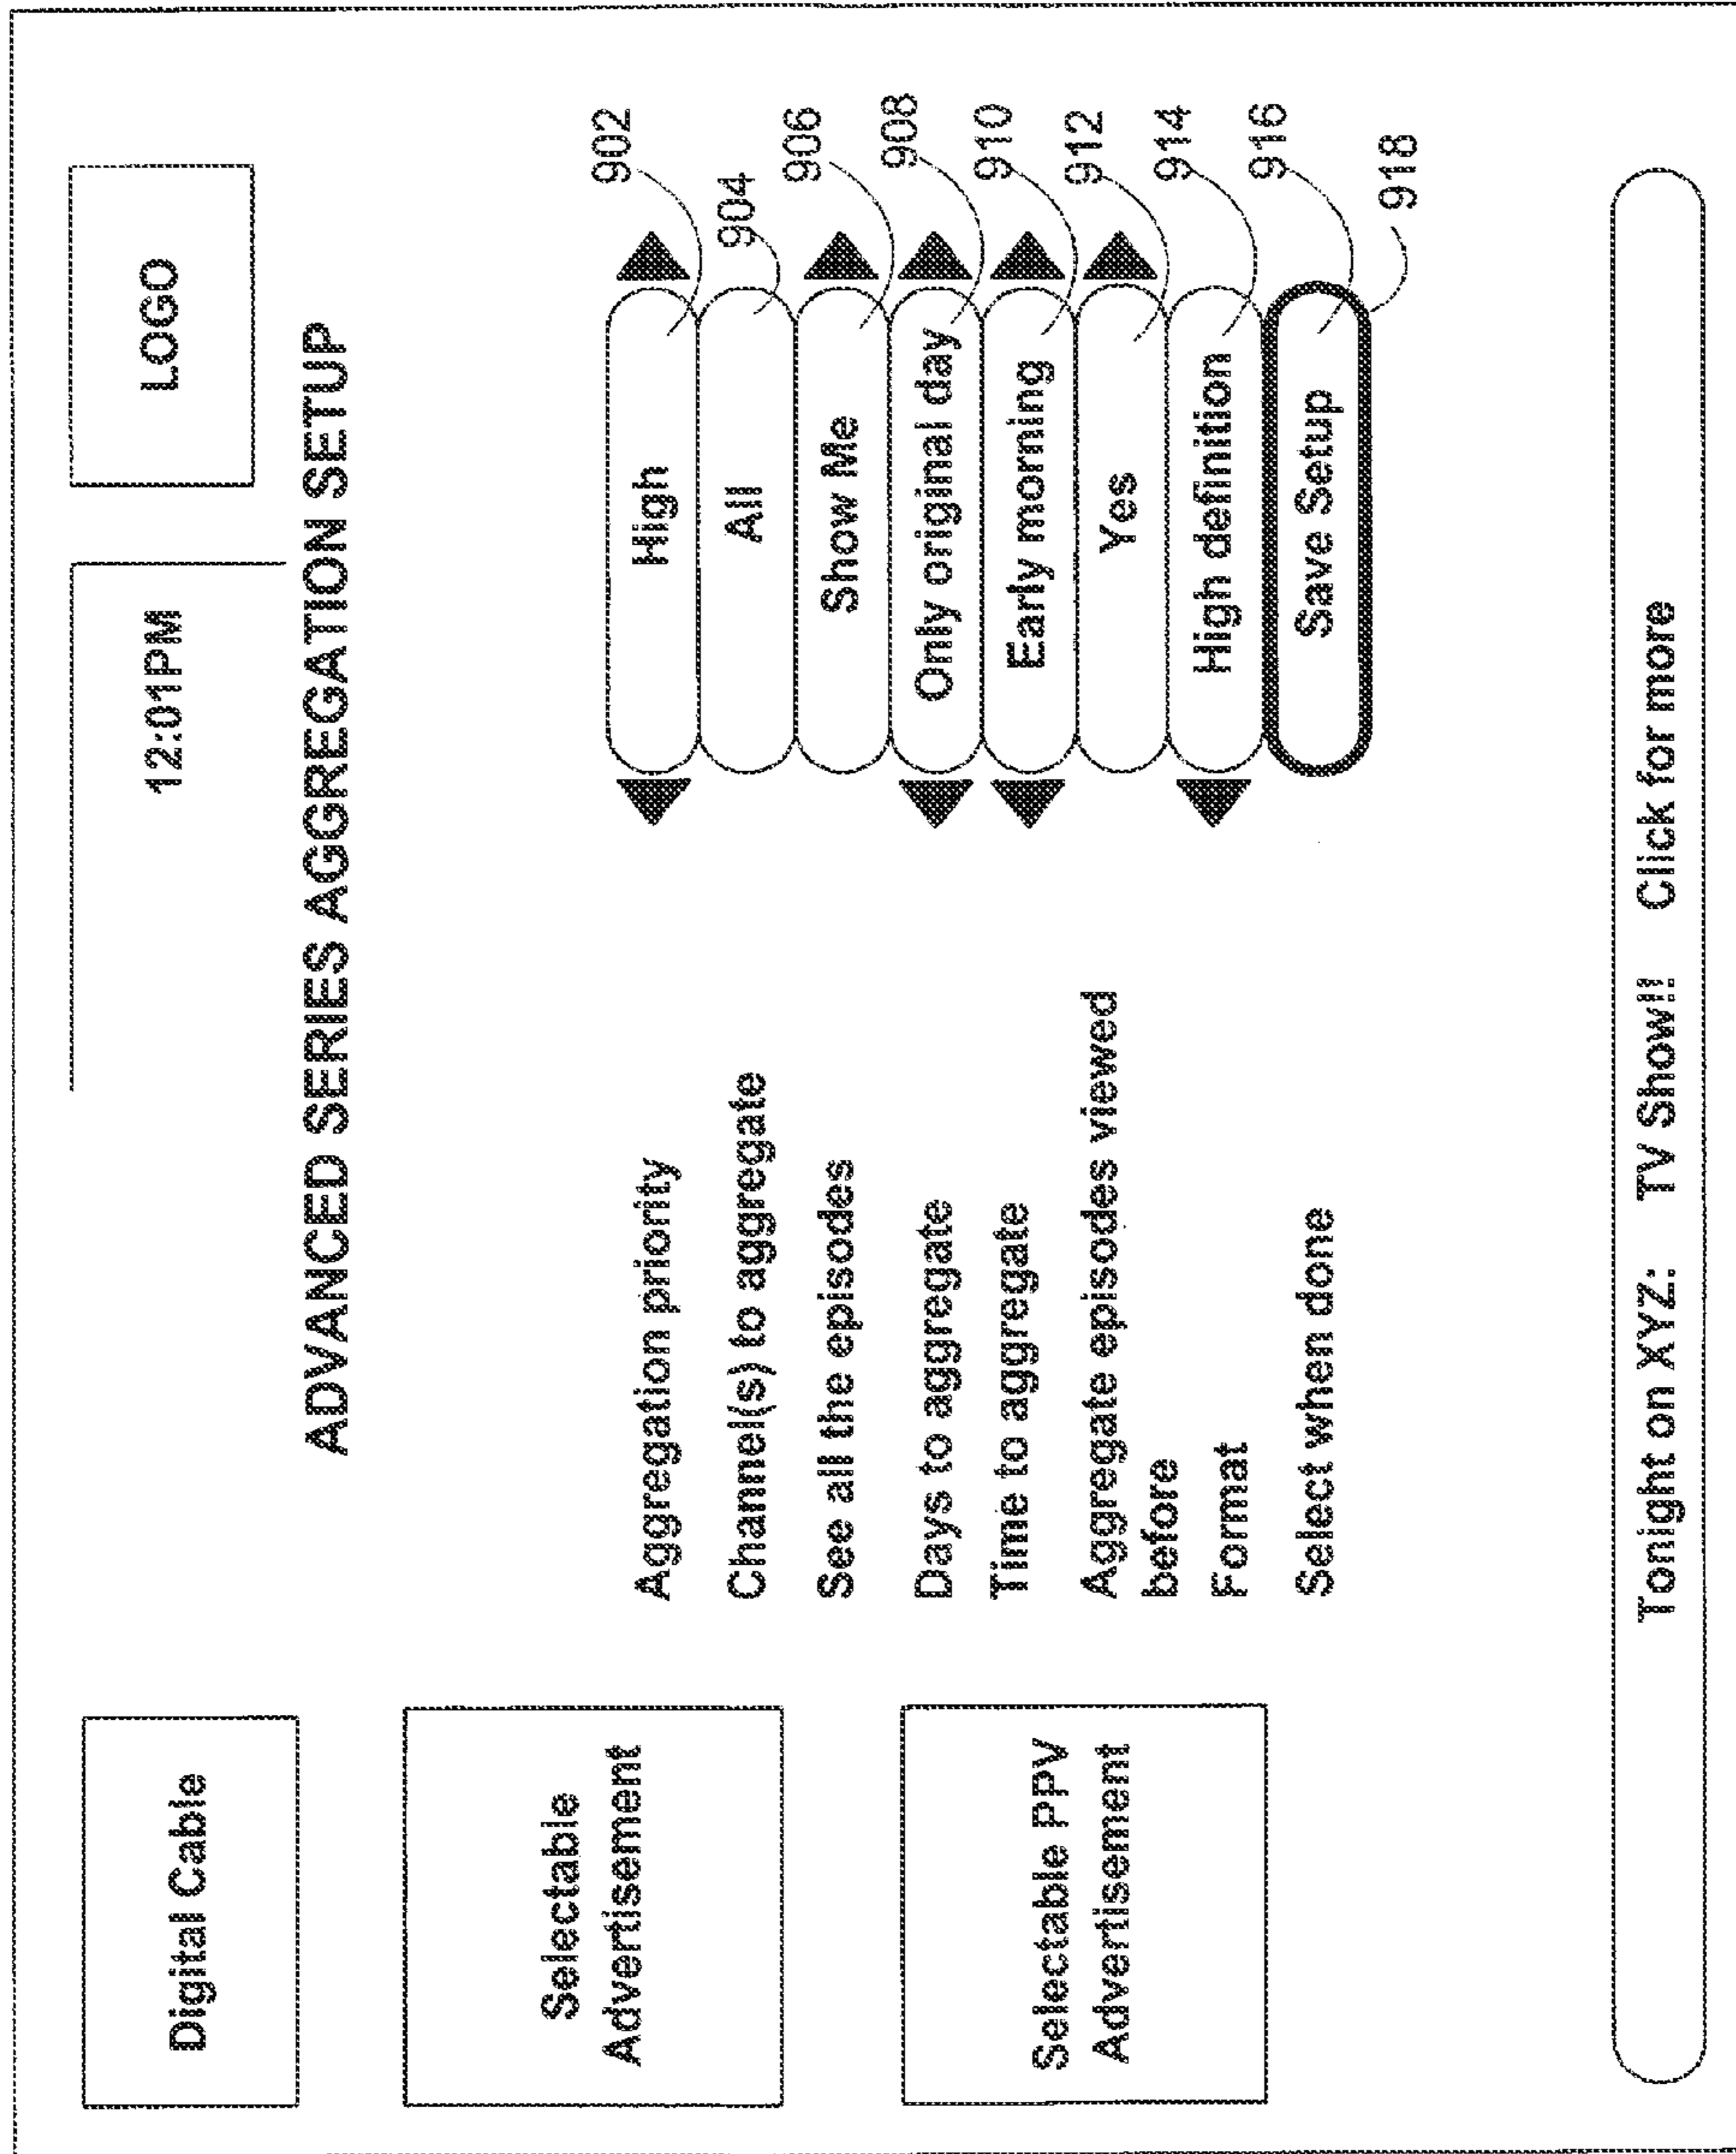 Digital Cable
12:01PM
LOGO
ADVANCED SERIES AGGREGATION SETUP
Selectable
Advertisement
Selectable PPV
Advertisement
Aggregation priority
High
902
Channel(s) to aggregate
All
904
See all the episodes
Show Me
906
Days to aggregate
Only original day
908
Time to aggregate
Early morning
910
Aggregate episodes viewed
before
Yes
912
Format
High definition
914
Select when done
Save Setup
916
918
Tonight on XYZ: TV Show!! Click for more